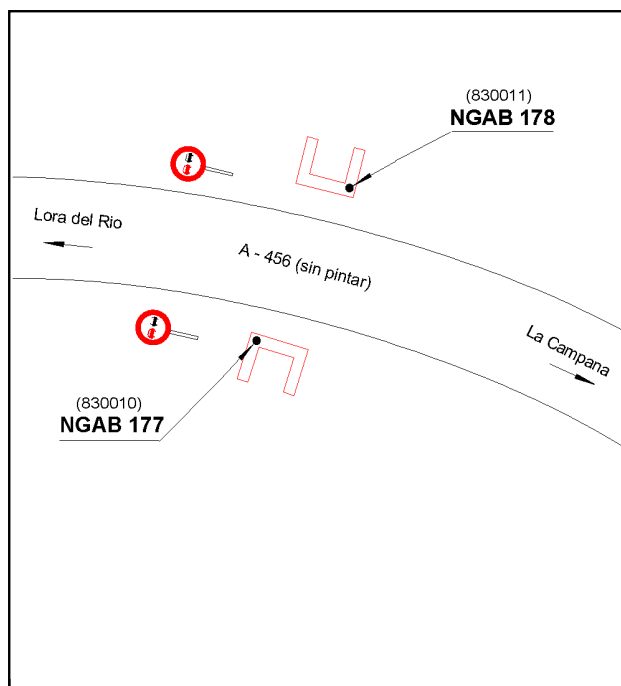 (830011)
NGAB 178
Lora del Rio
A - 456 (sin pintar)
La Campana
(830010)
NGAB 177